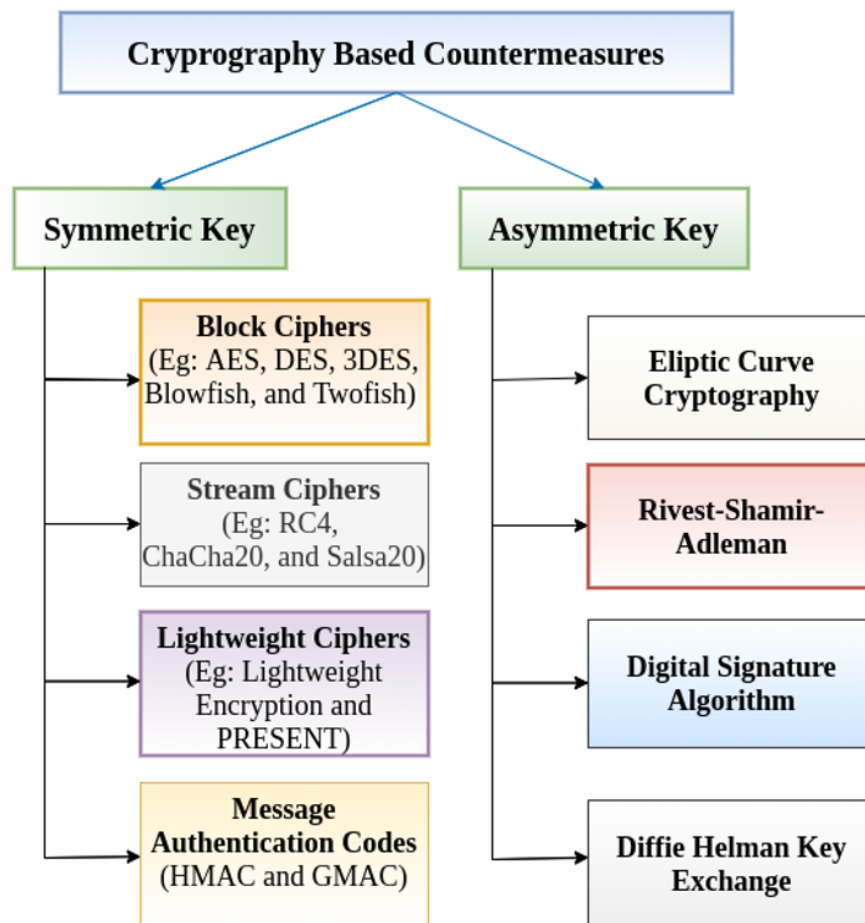 Cryprography Based Countermeasures
Symmetric Key
Block Ciphers
(Eg: AES, DES, 3DES,
Blowfish, and Twofish)
Stream Ciphers
(Eg: RC4,
ChaCha20, and Salsa20)
Lightweight Ciphers
(Eg: Lightweight
Encryption and
PRESENT)
Message
Authentication Codes
(HMAC and GMAC)
Asymmetric Key
Eliptic Curve
Cryptography
Rivest-Shamir-
Adleman
Digital Signature
Algorithm
Diffie Helman Key
Exchange